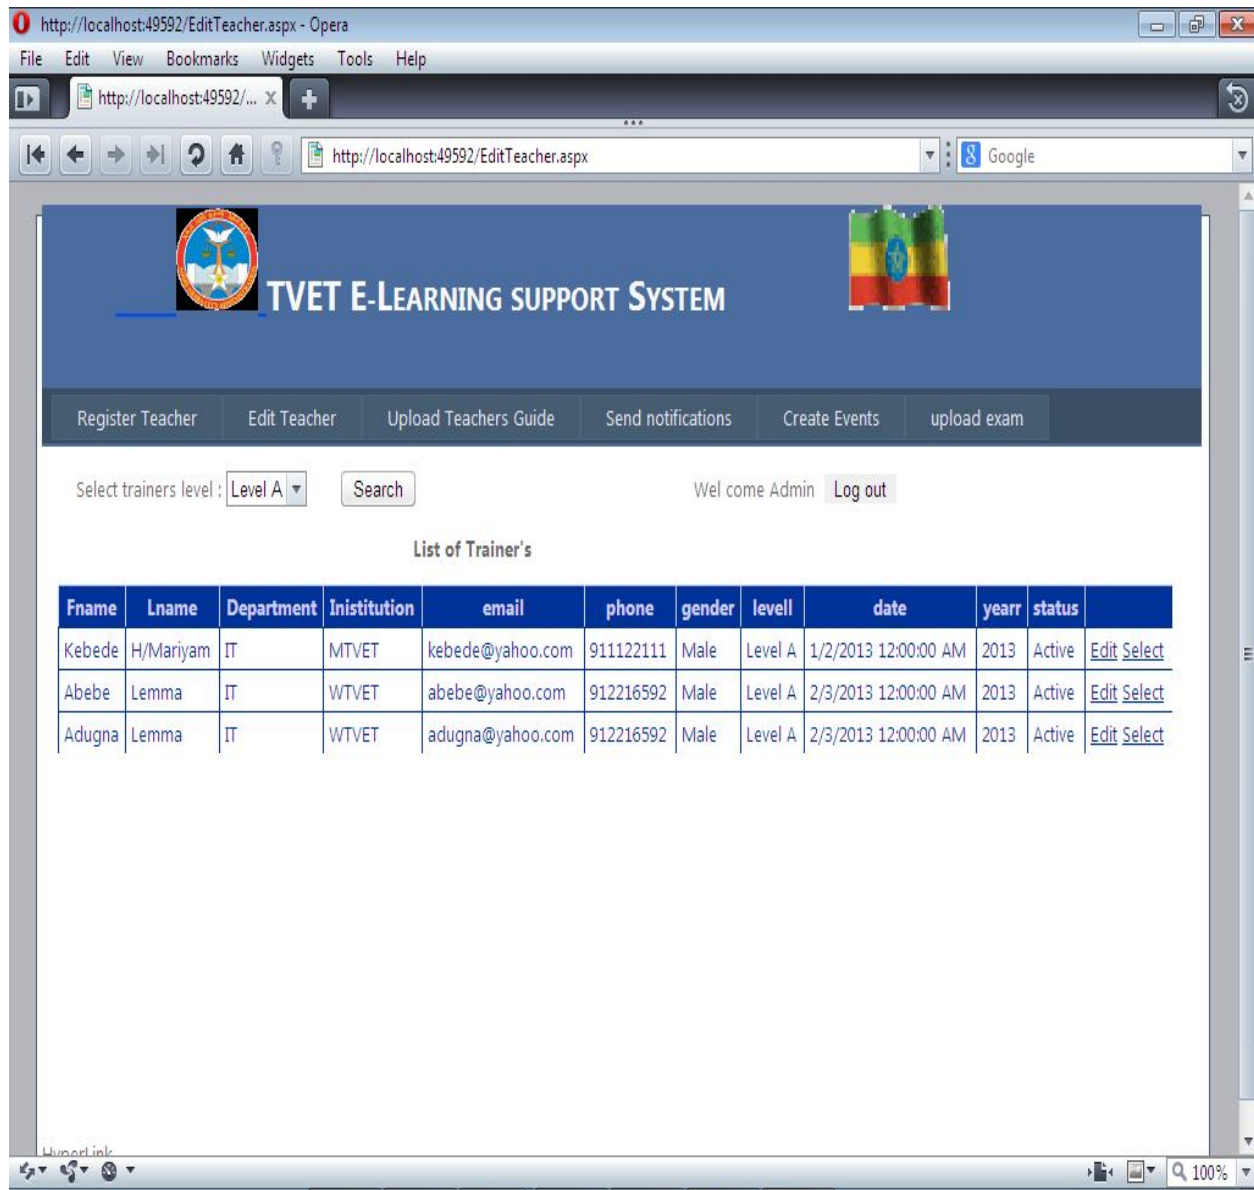 http://localhost:49592/EditTeacher.aspx - Opera
File Edit View Bookmarks Widgets Tools Help
http://localhost:49592/... X
http://localhost:49592/EditTeacher.aspx
Google
TVET E-Learning support System
Register Teacher Edit Teacher Upload Teachers Guide Send notifications Create Events upload exam
Select trainers level : Level A Search Wel come Admin Log out
List of Trainer's
Fname Lname Department Inistitution email phone gender levell date yearr status
Kebede H/Mariyam IT MTVET kebede@yahoo.com 911122111 Male Level A 1/2/2013 12:00:00 AM 2013 Active Edit Select
Abebe Lemma IT WTVET abebe@yahoo.com 912216592 Male Level A 2/3/2013 12:00:00 AM 2013 Active Edit Select
Adugna Lemma IT WTVET adugna@yahoo.com 912216592 Male Level A 2/3/2013 12:00:00 AM 2013 Active Edit Select
HyperLink
100%